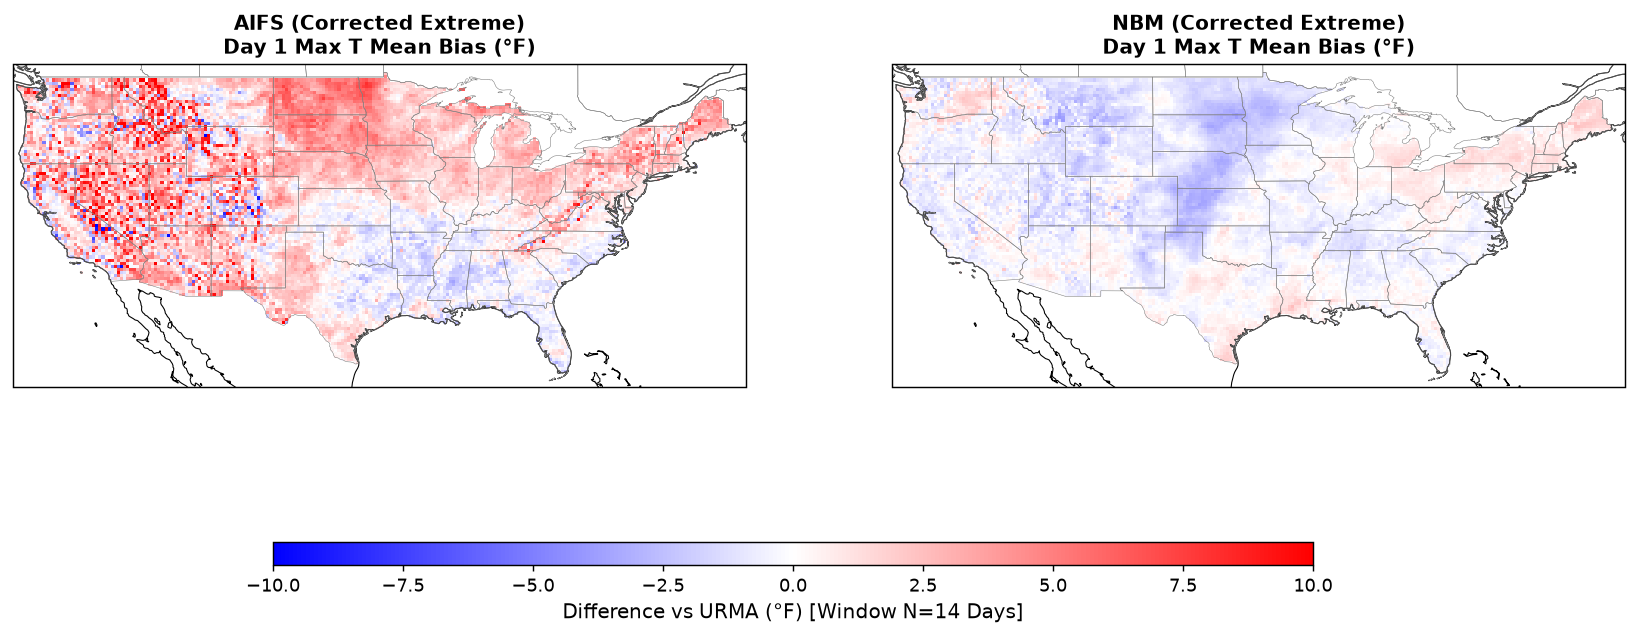 AIFS (Corrected Extreme)
Day 1 Max T Mean Bias (°F)
NBM (Corrected Extreme)
Day 1 Max T Mean Bias (°F)
−10.0 −7.5 −5.0 −2.5 0.0 2.5 5.0 7.5 10.0
Difference vs URMA (°F) [Window N=14 Days]